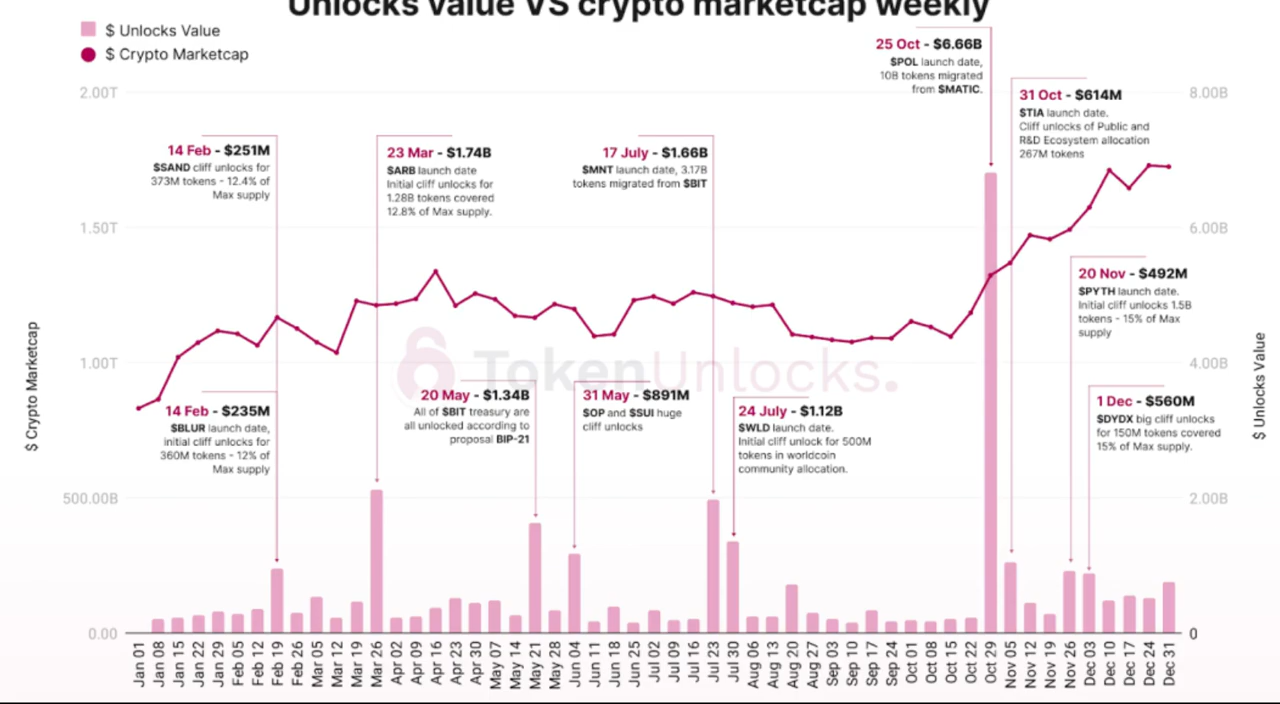 Unlocks value VS crypto marketcap weekly
$ Unlocks Value
$ Crypto Marketcap
2.00T
1.50T
1.00T
500.00B
0.00
$ Crypto Marketcap
8.00B
6.00B
4.00B
2.00B
0
$ Unlocks Value
14 Feb - $251M
$SAND cliff unlocks for
373M tokens - 12.4% of
Max supply
23 Mar - $1.74B
$ARB launch date
Initial cliff unlocks for
1.28B tokens covered
12.8% of Max supply.
17 July - $1.66B
$MNT launch date, 3.17B
tokens migrated from $BIT
25 Oct - $6.66B
$POL launch date,
10B tokens migrated
from $MATIC.
31 Oct - $614M
$TIA launch date.
Cliff unlocks of Public and
R&D Ecosystem allocation
267M tokens
20 Nov - $492M
$PYTH launch date.
Initial cliff unlocks 1.5B
tokens - 15% of Max
supply
TokenUnlocks.
14 Feb - $235M
$BLUR launch date,
initial cliff unlocks for
360M tokens - 12% of
Max supply
20 May - $1.34B
All of $BIT treasury are
all unlocked according to
proposal BIP-21
31 May - $891M
$OP and $SUI huge
cliff unlocks
24 July - $1.12B
$WLD launch date.
Initial cliff unlock for 500M
tokens in worldcoin
community allocation.
1 Dec - $560M
$DYDX big cliff unlocks
for 150M tokens covered
15% of Max supply.
Jan 01
Jan 08
Jan 15
Jan 22
Jan 29
Feb 05
Feb 12
Feb 19
Feb 26
Mar 05
Mar 12
Mar 19
Mar 26
Apr 02
Apr 09
Apr 16
Apr 23
Apr 30
May 07
May 14
May 21
May 28
Jun 04
Jun 11
Jun 18
Jun 25
Jul 02
Jul 09
Jul 16
Jul 23
Jul 30
Aug 06
Aug 13
Aug 20
Aug 27
Sep 03
Sep 10
Sep 17
Sep 24
Oct 01
Oct 08
Oct 15
Oct 22
Oct 29
Nov 05
Nov 12
Nov 19
Nov 26
Dec 03
Dec 10
Dec 17
Dec 24
Dec 31